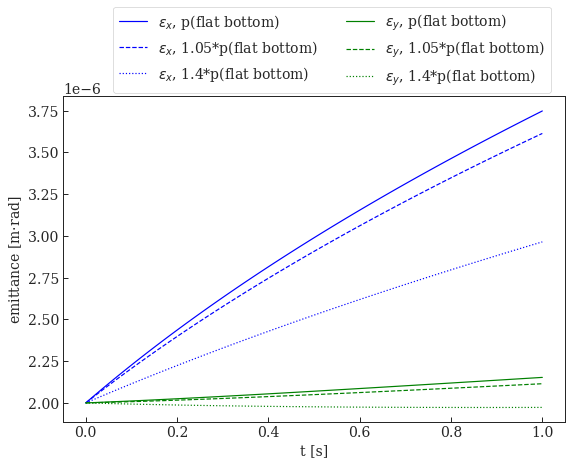 εx, p(flat bottom)
εx, 1.05*p(flat bottom)
εx, 1.4*p(flat bottom)
εy, p(flat bottom)
εy, 1.05*p(flat bottom)
εy, 1.4*p(flat bottom)
1e−6
3.75
3.50
3.25
3.00
2.75
2.50
2.25
2.00
emittance [m·rad]
0.0 0.2 0.4 0.6 0.8 1.0
t [s]